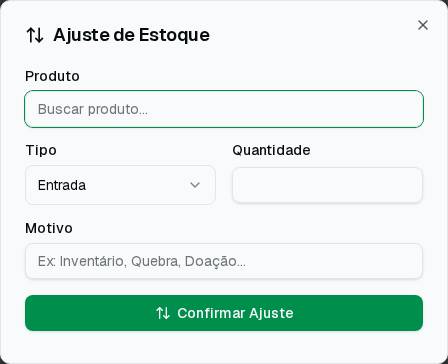 Ajuste de Estoque
Produto
Buscar produto...
Tipo
Quantidade
Entrada
Motivo
Ex: Inventário, Quebra, Doação...
Confirmar Ajuste